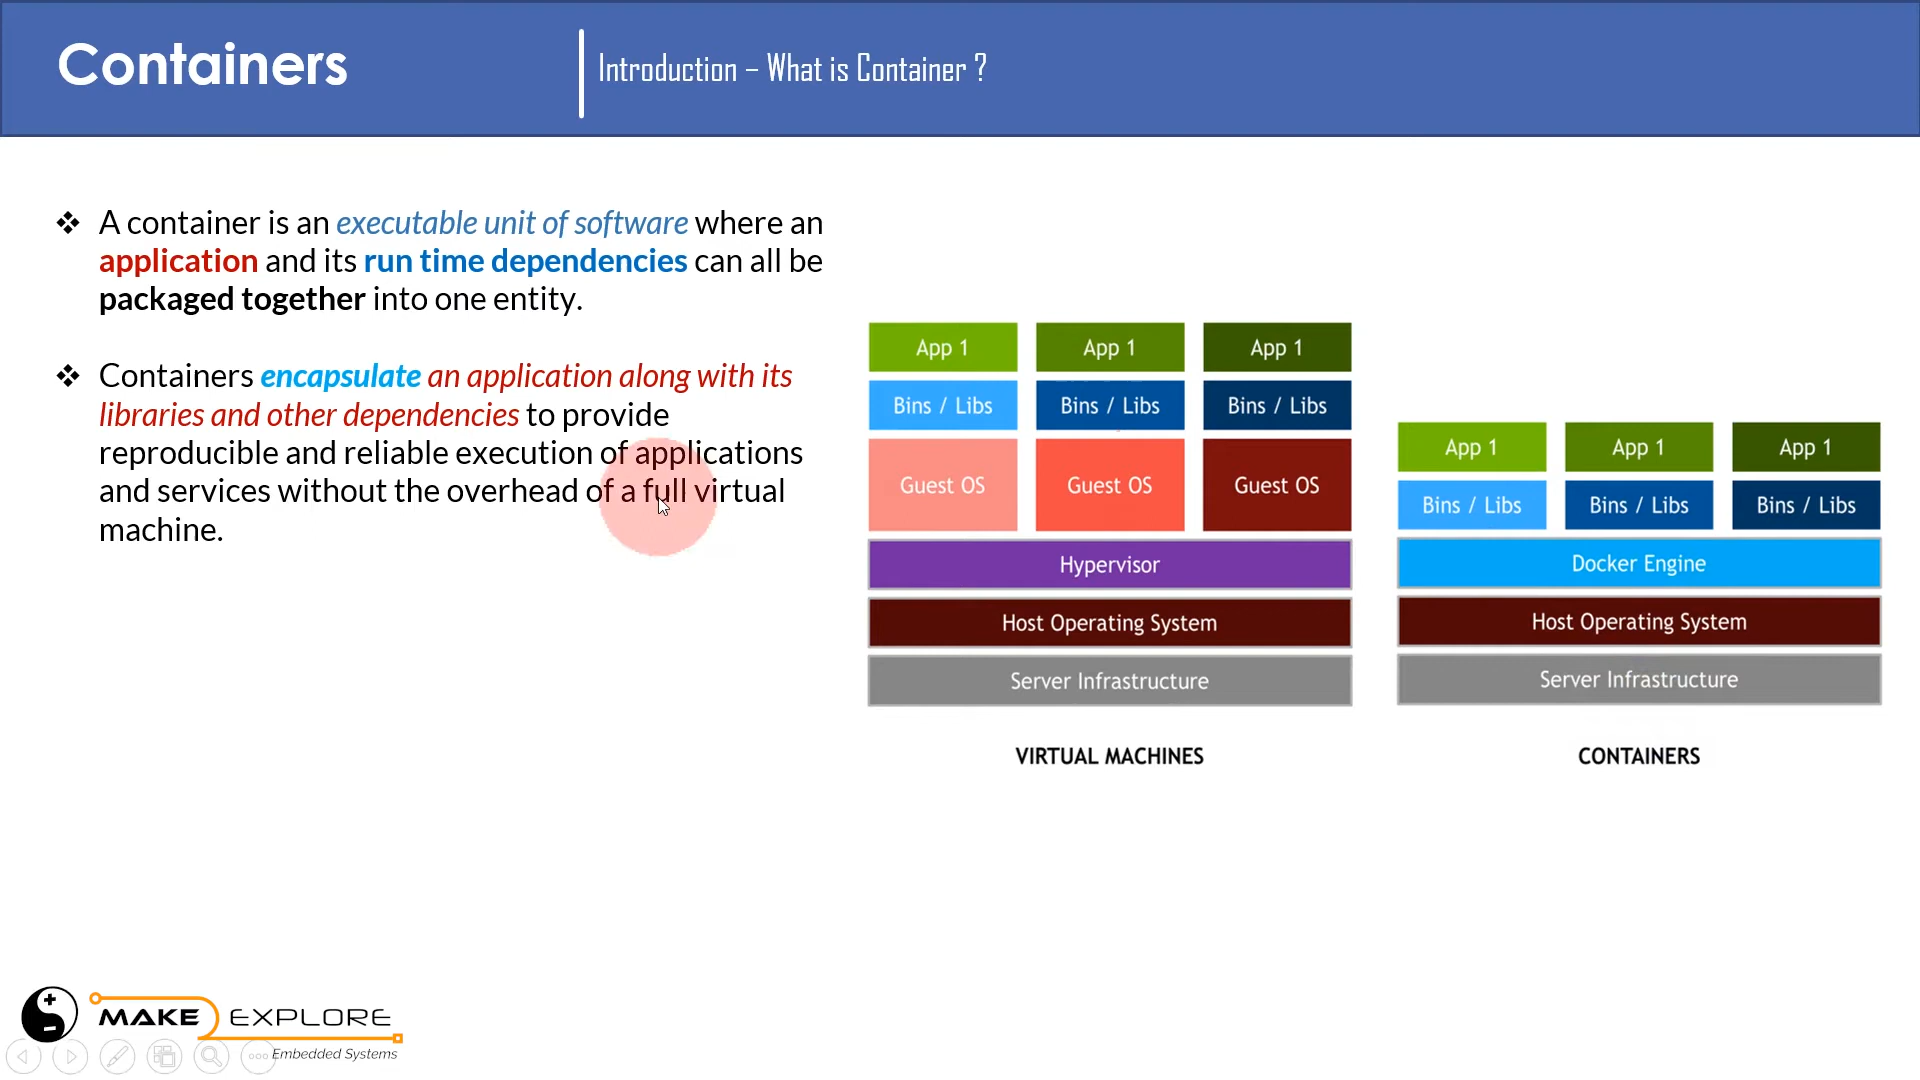 Containers
Introduction – What is Container ?
❖ A container is an executable unit of software where an
application and its run time dependencies can all be
packaged together into one entity.
❖ Containers encapsulate an application along with its
libraries and other dependencies to provide
reproducible and reliable execution of applications
and services without the overhead of a full virtual
machine.
App 1 App 1 App 1
Bins / Libs Bins / Libs Bins / Libs
Guest OS Guest OS Guest OS
Hypervisor
Host Operating System
Server Infrastructure
VIRTUAL MACHINES
App 1 App 1 App 1
Bins / Libs Bins / Libs Bins / Libs
Docker Engine
Host Operating System
Server Infrastructure
CONTAINERS
MAKE EXPLORE
Embedded Systems